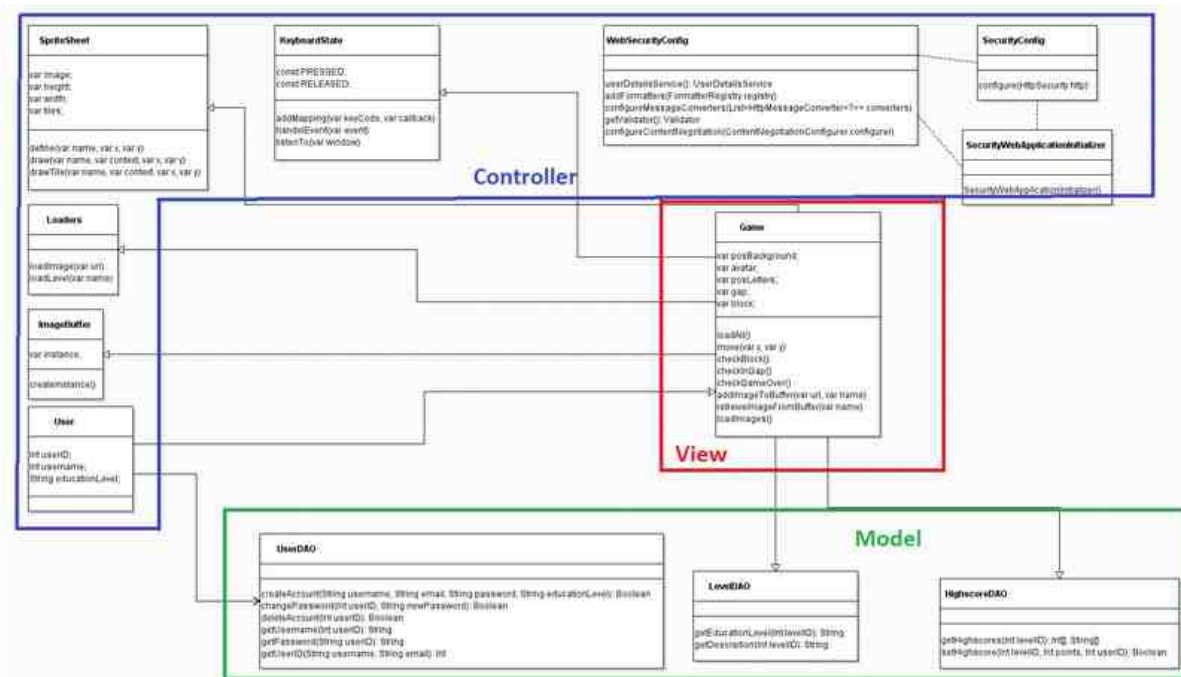 SpriteSheet
var image;
var height;
var width;
var tiles;
define(var name, var x, var y)
draw(var name, var context, var x, var y)
drawTile(var name, var context, var x, var y)
KeyboardState
const PRESSED;
const RELEASED;
addMapping(var keyCode, var callback)
handelEvent(var event)
listenTo(var window)
WebSecurityConfig
userDetailsService(): UserDetailsService
addFormatters(FormatterRegistry registry)
configureMessageConverters(List<HttpMessageConverter<?>> converters)
getValidator(): Validator
configureContentNegotiation(ContentNegotiationConfigurer configurer)
SecurityConfig
configure(HttpSecurity http)
SecurityWebApplicationInitializer
SecurityWebApplicationInitializer()
Controller
Loaders
loadImage(var url)
loadLevel(var name)
ImageBuffer
var instance;
createInstance()
User
Int userID;
Int username;
String educationLevel;
Game
var posBackground;
var avatar;
var posLetters;
var gap;
var block;
loadAll()
move(var x, var y)
checkBlock()
checkInGap()
checkGameOver()
addImageToBuffer(var url, var name)
retrieveImageFromBuffer(var name)
loadImages()
View
Model
UserDAO
createAccount(String username, String email, String password, String educationLevel): Boolean
changePassword(Int userID, String newPassword): Boolean
deleteAccount(Int userID): Boolean
getUsername(Int userID): String
getPassword(String userID): String
getUserID(String username, String email): Int
LevelDAO
getEducationLevel(Int levelID): String
getDescription(Int levelID): String
HighscoreDAO
getHighscores(Int levelID): Int[], String[]
setHighscore(Int levelID, Int points, Int userID): Boolean